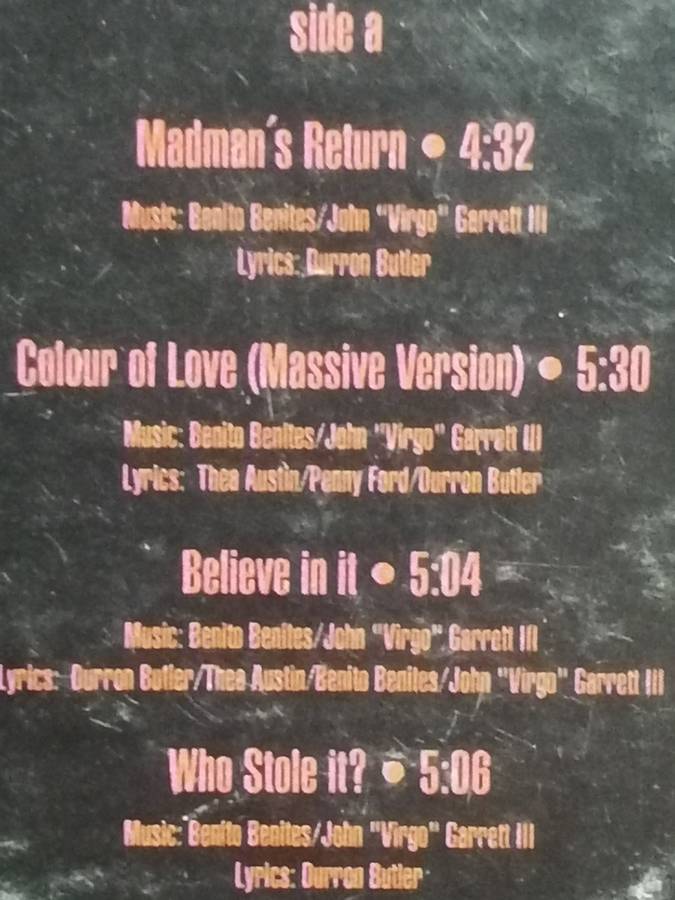 side a
Madman's Return • 4:32
Music: Benito Benites/John "Virgo" Garrett III
Lyrics: Durron Butler
Colour of Love (Massive Version) • 5:30
Music: Benito Benites/John "Virgo" Garrett III
Lyrics: Thea Austin/Penny Ford/Durron Butler
Believe in it • 5:04
Music: Benito Benites/John "Virgo" Garrett III
Lyrics: Durron Butler/Thea Austin/Benito Benites/John "Virgo" Garrett III
Who Stole it? • 5:06
Music: Benito Benites/John "Virgo" Garrett III
Lyrics: Durron Butler